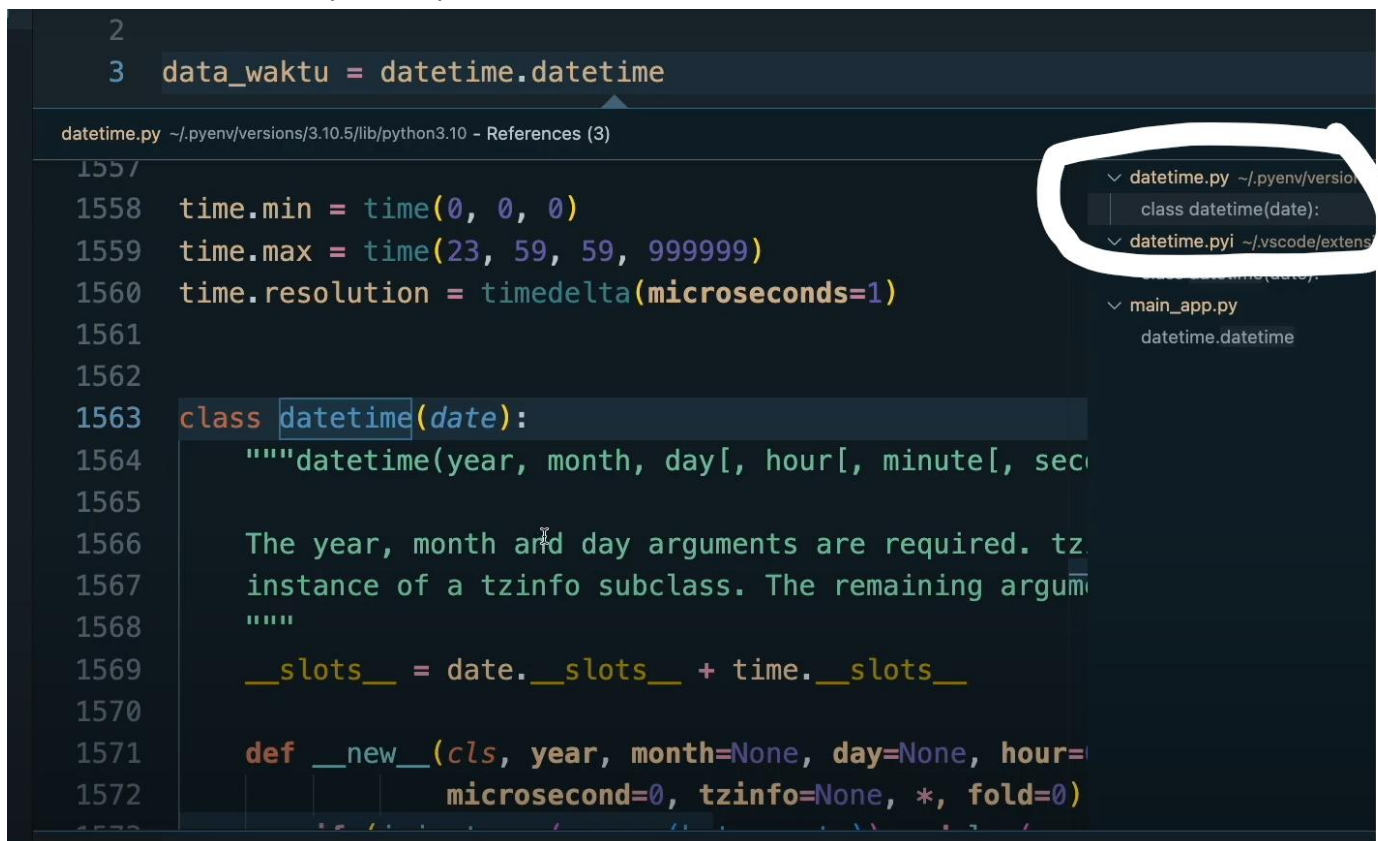 2
3 data_waktu = datetime.datetime
datetime.py ~/.pyenv/versions/3.10.5/lib/python3.10 - References (3)
1557
1558 time.min = time(0, 0, 0)
1559 time.max = time(23, 59, 59, 999999)
1560 time.resolution = timedelta(microseconds=1)
1561
1562
1563 class datetime(date):
1564 """datetime(year, month, day[, hour[, minute[,
1565
1566 The year, month and day arguments are required.
1567 instance of a tzinfo subclass. The remaining
1568 """
1569 __slots__ = date.__slots__ + time.__slots__
1570
1571 def __new__(cls, year, month=None, day=None, hour=
1572 microsecond=0, tzinfo=None, *, fold=0)
datetime.py ~/.pyenv/version
class datetime(date):
datetime.pyi ~/.vscode/extens
class datetime(date):
main_app.py
datetime.datetime